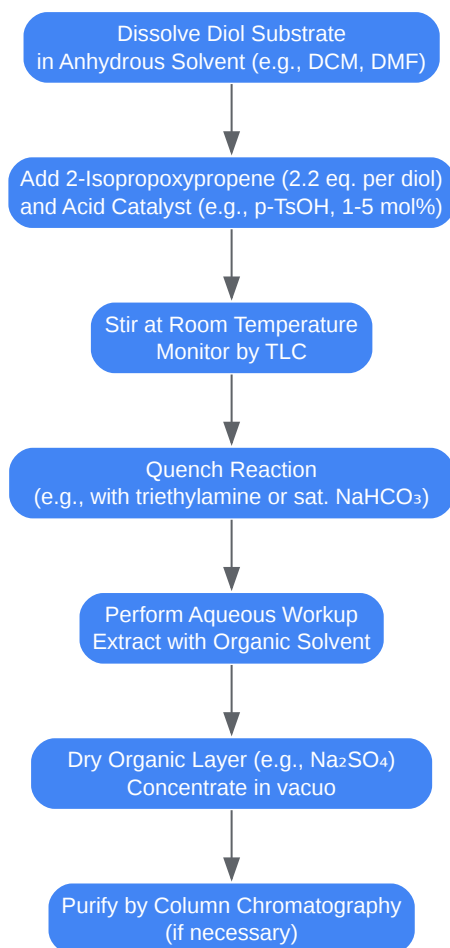 Dissolve Diol Substrate
in Anhydrous Solvent (e.g., DCM, DMF)
Add 2-Isopropoxypropene (2.2 eq. per diol)
and Acid Catalyst (e.g., p-TsOH, 1-5 mol%)
Stir at Room Temperature
Monitor by TLC
Quench Reaction
(e.g., with triethylamine or sat. NaHCO₃)
Perform Aqueous Workup
Extract with Organic Solvent
Dry Organic Layer (e.g., Na₂SO₄)
Concentrate in vacuo
Purify by Column Chromatography
(if necessary)